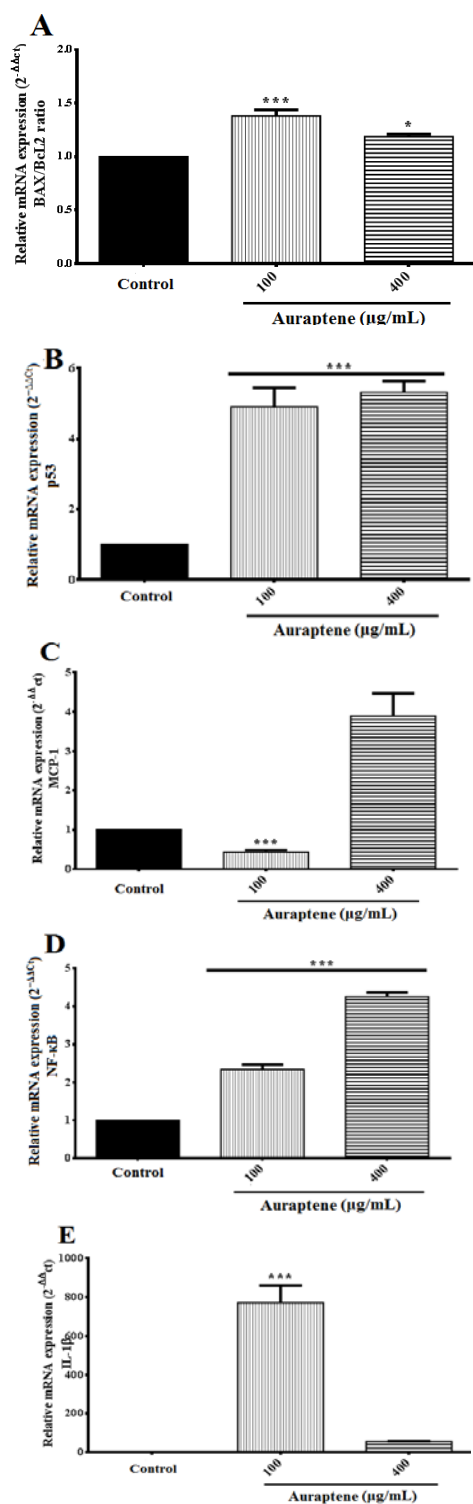 A
Relative mRNA expression (2^-ΔΔct)
BAX/BcL2 ratio
2.0
1.5
1.0
0.5
0.0
***
*
Control
100
400
Auraptene (µg/mL)
B
Relative mRNA expression (2^-ΔΔCt)
p53
6
4
2
0
***
Control
100
400
Auraptene (µg/mL)
C
Relative mRNA expression (2^-ΔΔct)
MCP-1
5
4
3
2
1
0
***
Control
100
400
Auraptene (µg/mL)
D
Relative mRNA expression (2^-ΔΔCt)
NF-κB
5
4
3
2
1
0
***
Control
100
400
Auraptene (µg/mL)
E
Relative mRNA expression (2^-ΔΔct)
IL-1β
1000
800
600
400
200
0
***
Control
100
400
Auraptene (µg/mL)